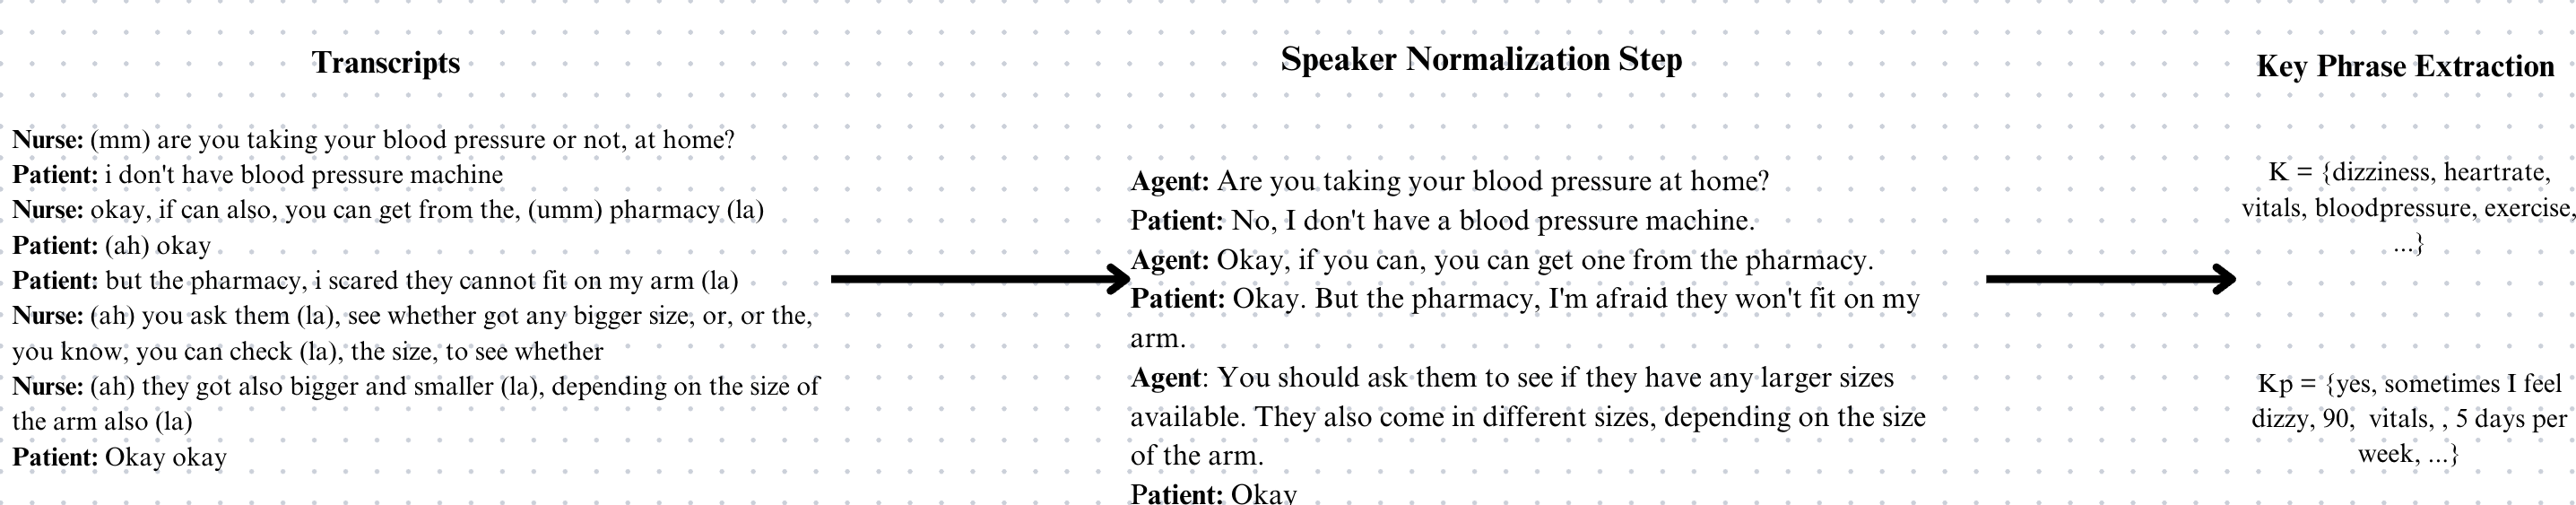 Transcripts
Nurse: (mm) are you taking your blood pressure or not, at home?
Patient: i don't have blood pressure machine
Nurse: okay, if can also, you can get from the, (umm) pharmacy (la)
Patient: (ah) okay
Patient: but the pharmacy, i scared they cannot fit on my arm (la)
Nurse: (ah) you ask them (la), see whether got any bigger size, or, or the,
you know, you can check (la), the size, to see whether
Nurse: (ah) they got also bigger and smaller (la), depending on the size of
the arm also (la)
Patient: Okay okay
Speaker Normalization Step
Agent: Are you taking your blood pressure at home?
Patient: No, I don't have a blood pressure machine.
Agent: Okay, if you can, you can get one from the pharmacy.
Patient: Okay. But the pharmacy, I'm afraid they won't fit on my
arm.
Agent: You should ask them to see if they have any larger sizes
available. They also come in different sizes, depending on the size
of the arm.
Patient: Okay
Key Phrase Extraction
K = {dizziness, heartrate,
vitals, bloodpressure, exercise,
...}
Kp = {yes, sometimes I feel
dizzy, 90, vitals, , 5 days per
week, ...}